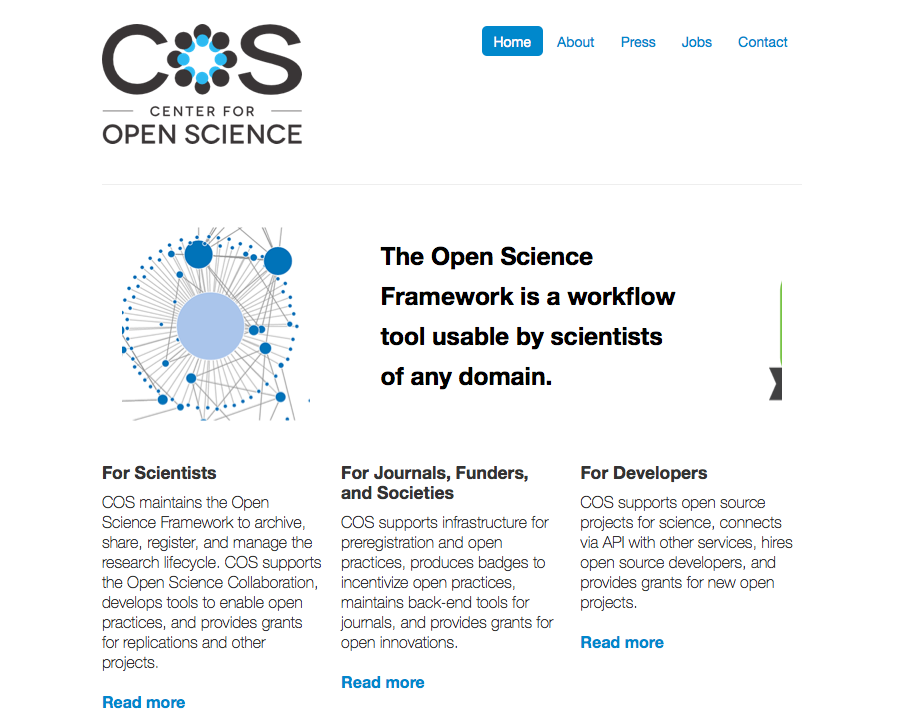 COS
CENTER FOR
OPEN SCIENCE
Home About Press Jobs Contact
The Open Science
Framework is a workflow
tool usable by scientists
of any domain.
For Scientists
COS maintains the Open
Science Framework to archive,
share, register, and manage the
research lifecycle. COS supports
the Open Science Collaboration,
develops tools to enable open
practices, and provides grants
for replications and other
projects.
Read more
For Journals, Funders,
and Societies
COS supports infrastructure for
preregistration and open
practices, produces badges to
incentivize open practices,
maintains back-end tools for
journals, and provides grants for
open innovations.
Read more
For Developers
COS supports open source
projects for science, connects
via API with other services, hires
open source developers, and
provides grants for new open
projects.
Read more